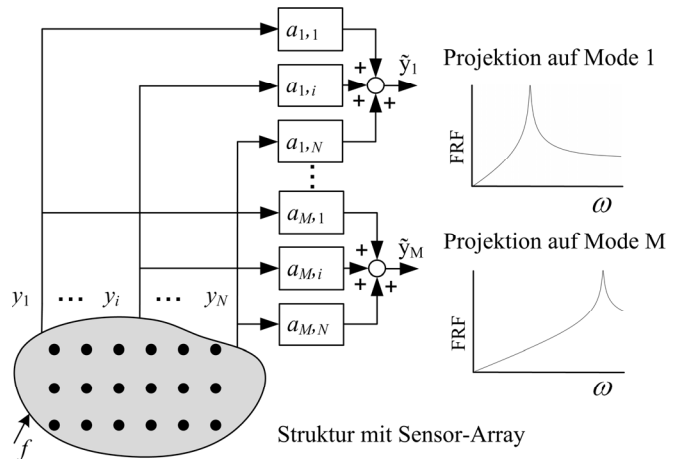 a1,1
ỹ1
Projektion auf Mode 1
a1,i
FRF
a1,N
ω
aM,1
ỹM
Projektion auf Mode M
aM,i
y1 ... yi ... yN
aM,N
FRF
ω
f
Struktur mit Sensor-Array